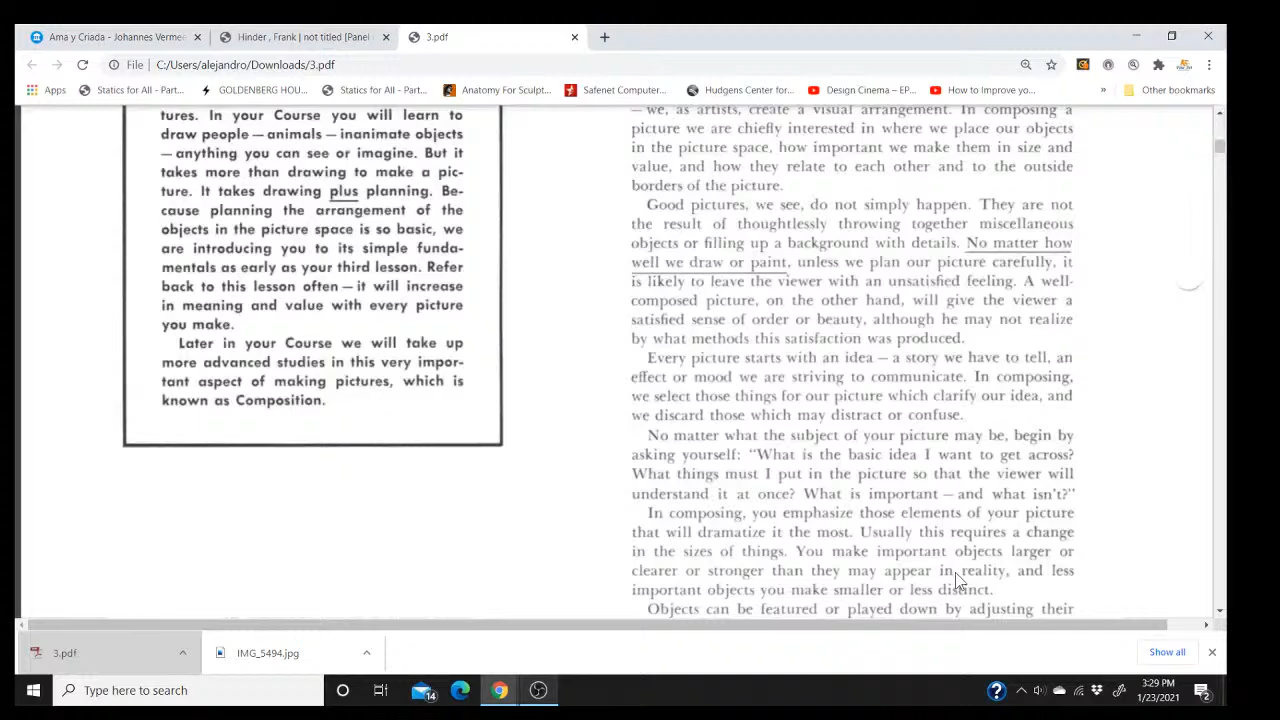 Ama y Criada - Johannes Verme
Hinder , Frank | not titled [Panel
3.pdf
File
C:/Users/alejandro/Downloads/3.pdf
Apps
Statics for All - Part...
GOLDENBERG HOU...
Statics for All - Part...
Anatomy For Sculpt...
Safenet Computer...
Hudgens Center for...
Design Cinema – EP...
How to Improve yo...
»
Other bookmarks
tures. In your Course you will learn to
draw people — animals — inanimate objects
— anything you can see or imagine. But it
takes more than drawing to make a pic-
ture. It takes drawing plus planning. Be-
cause planning the arrangement of the
objects in the picture space is so basic, we
are introducing you to its simple funda-
mentals as early as your third lesson. Refer
back to this lesson often — it will increase
in meaning and value with every picture
you make.
Later in your Course we will take up
more advanced studies in this very impor-
tant aspect of making pictures, which is
known as Composition.
— we, as artists, create a visual arrangement. In composing a
picture we are chiefly interested in where we place our objects
in the picture space, how important we make them in size and
value, and how they relate to each other and to the outside
borders of the picture.
Good pictures, we see, do not simply happen. They are not
the result of thoughtlessly throwing together miscellaneous
objects or filling up a background with details. No matter how
well we draw or paint, unless we plan our picture carefully, it
is likely to leave the viewer with an unsatisfied feeling. A well-
composed picture, on the other hand, will give the viewer a
satisfied sense of order or beauty, although he may not realize
by what methods this satisfaction was produced.
Every picture starts with an idea — a story we have to tell, an
effect or mood we are striving to communicate. In composing,
we select those things for our picture which clarify our idea, and
we discard those which may distract or confuse.
No matter what the subject of your picture may be, begin by
asking yourself: "What is the basic idea I want to get across?
What things must I put in the picture so that the viewer will
understand it at once? What is important — and what isn't?"
In composing, you emphasize those elements of your picture
that will dramatize it the most. Usually this requires a change
in the sizes of things. You make important objects larger or
clearer or stronger than they may appear in reality, and less
important objects you make smaller or less distinct.
Objects can be featured or played down by adjusting their
3.pdf
IMG_5494.jpg
Show all
Type here to search
14
3:29 PM
1/23/2021
2